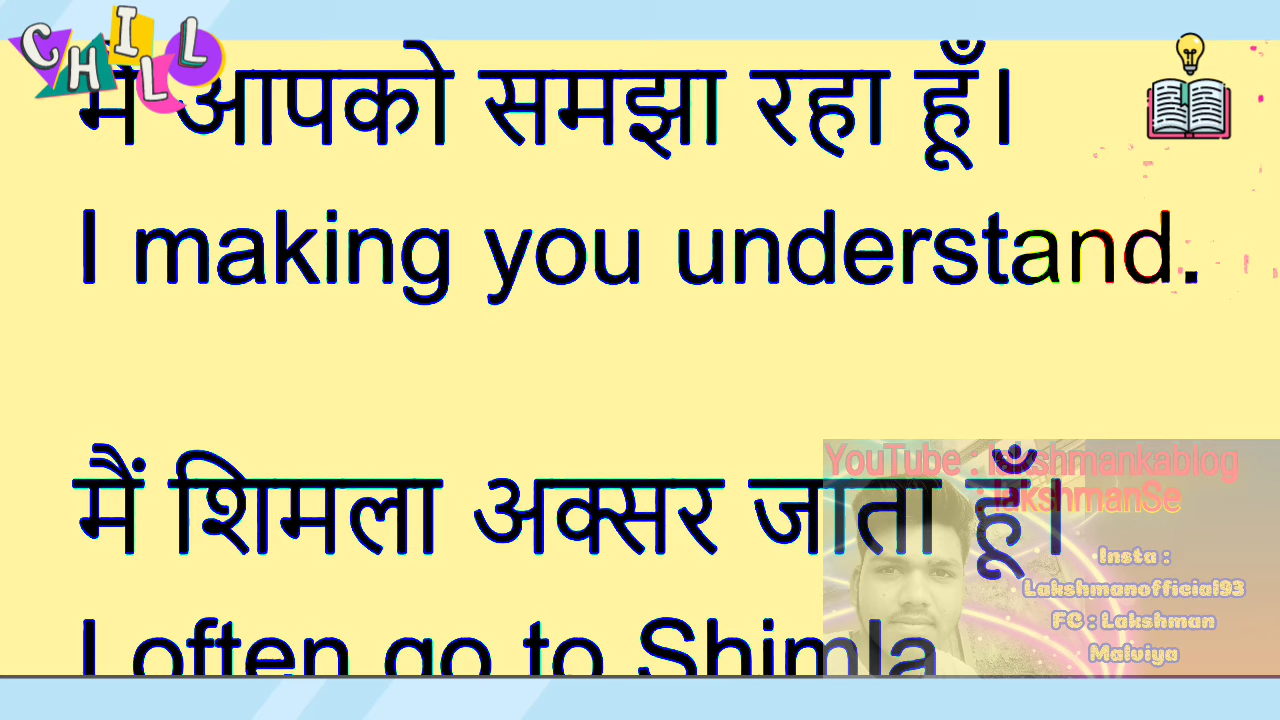 CHILL
मैं आपको समझा रहा हूँ।
I making you understand.
मैं शिमला अक्सर जाता हूँ।
I often go to Shimla
YouTube : lakshmankablog
: lakshmanSe
Insta :
Lakshmanofficial93
FC : Lakshman
Malviya